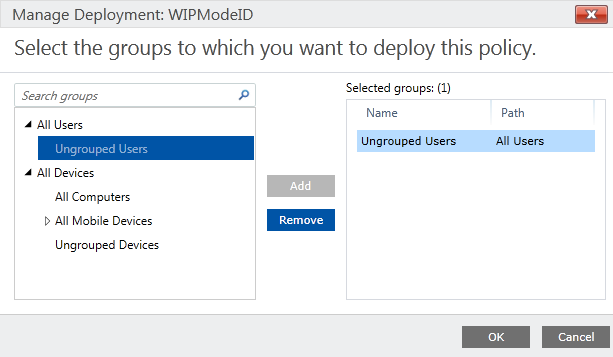 Manage Deployment: WIPModeID
Select the groups to which you want to deploy this policy.
Search groups
All Users
Ungrouped Users
All Devices
All Computers
All Mobile Devices
Ungrouped Devices
Add
Remove
Selected groups: (1)
Name Path
Ungrouped Users All Users
OK Cancel